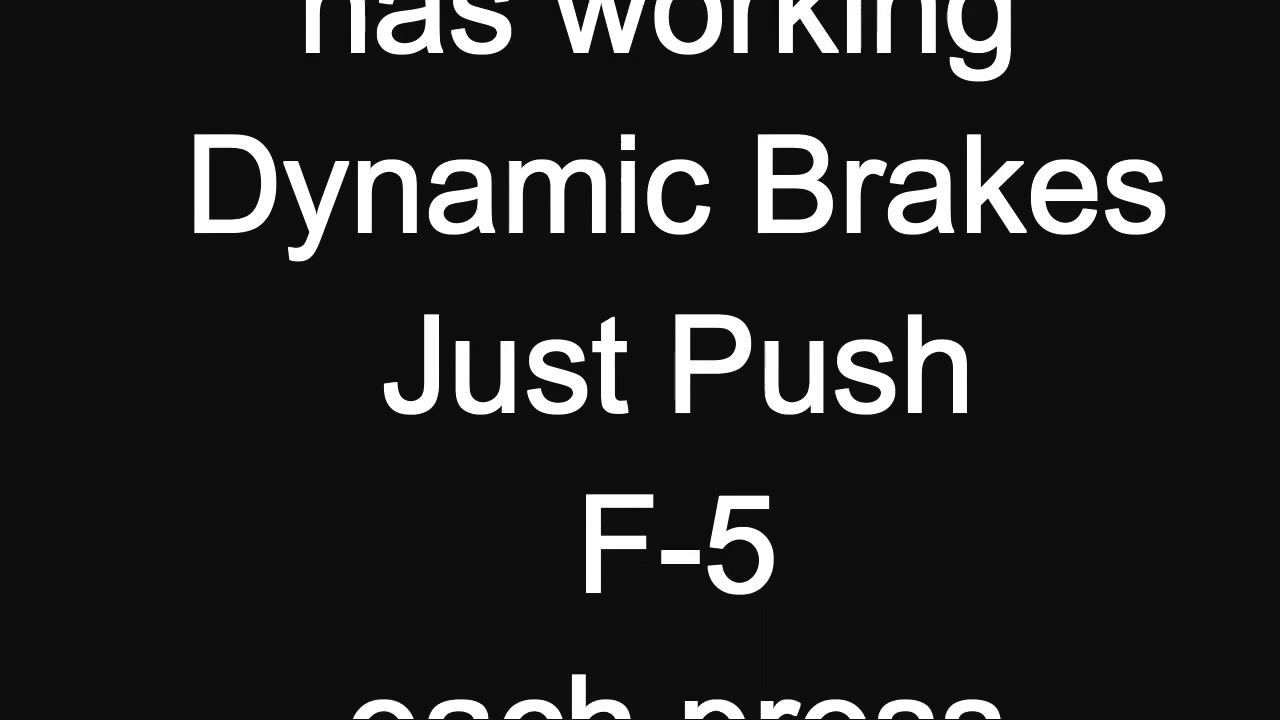 has working
Dynamic Brakes
Just Push
F-5
each press